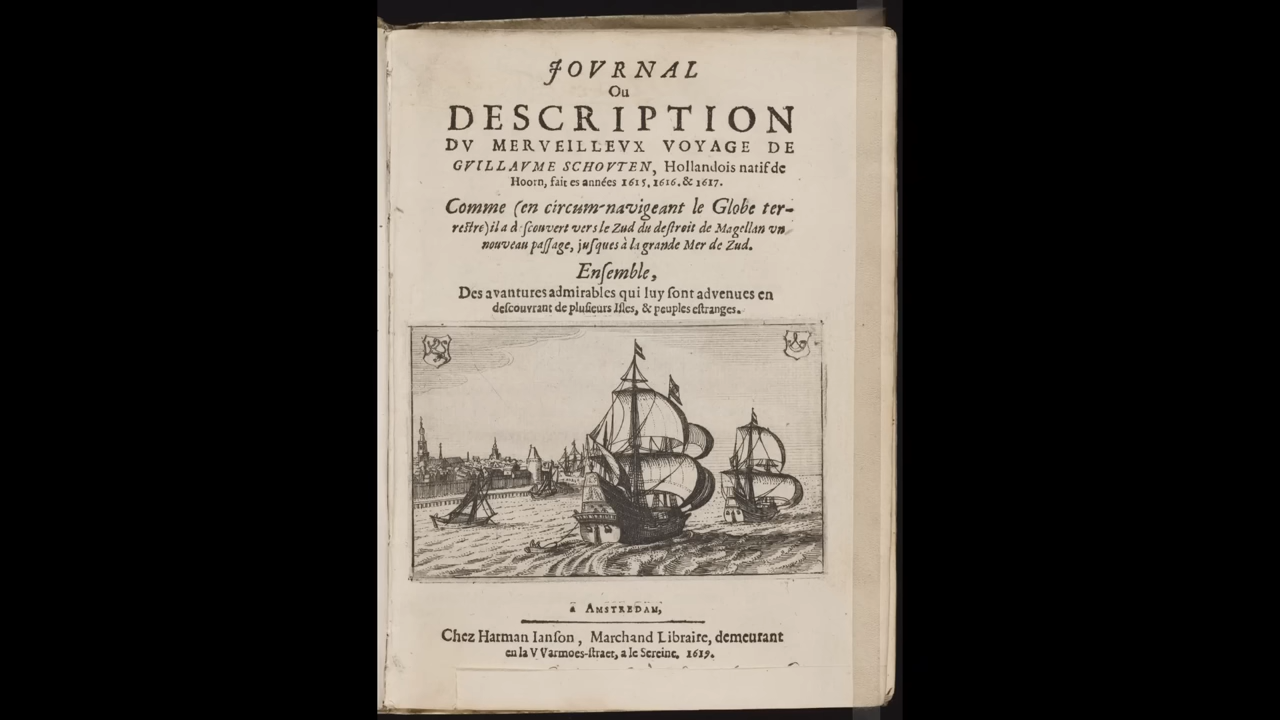 JOVRNAL
Ou
DESCRIPTION
DV MERVEILLEVX VOYAGE DE
GVILLAVME SCHOVTEN, Hollandois natif de
Hoorn, fait es années 1615. 1616. & 1617.
Comme (en circum-navigeant le Globe ter-
reſtre) il a deſcouvert vers le Zud du deſtroit de Magellan vn
nouveau paſſage, juſques à la grande Mer de Zud.
Enſemble,
Des avantures admirables qui luy ſont advenues en
deſcouvrant de pluſieurs Iſles, & peuples eſtranges.
a AMSTREDAM,
Chez Harman Ianſon, Marchand Libraire, demeurant
en la VVarmoes-ſtraet, a le Sereine. 1619.